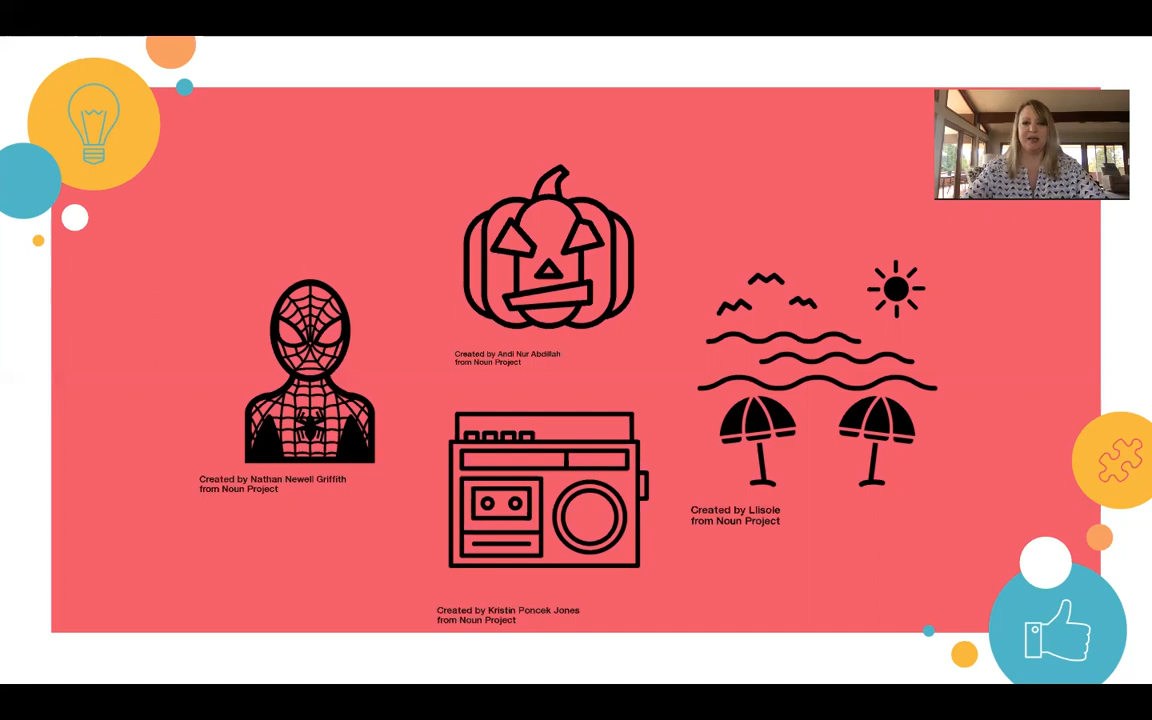 Created by Andi Nur Abdillah
from Noun Project
Created by Nathan Newell Griffith
from Noun Project
Created by Llisole
from Noun Project
Created by Kristin Poncek Jones
from Noun Project